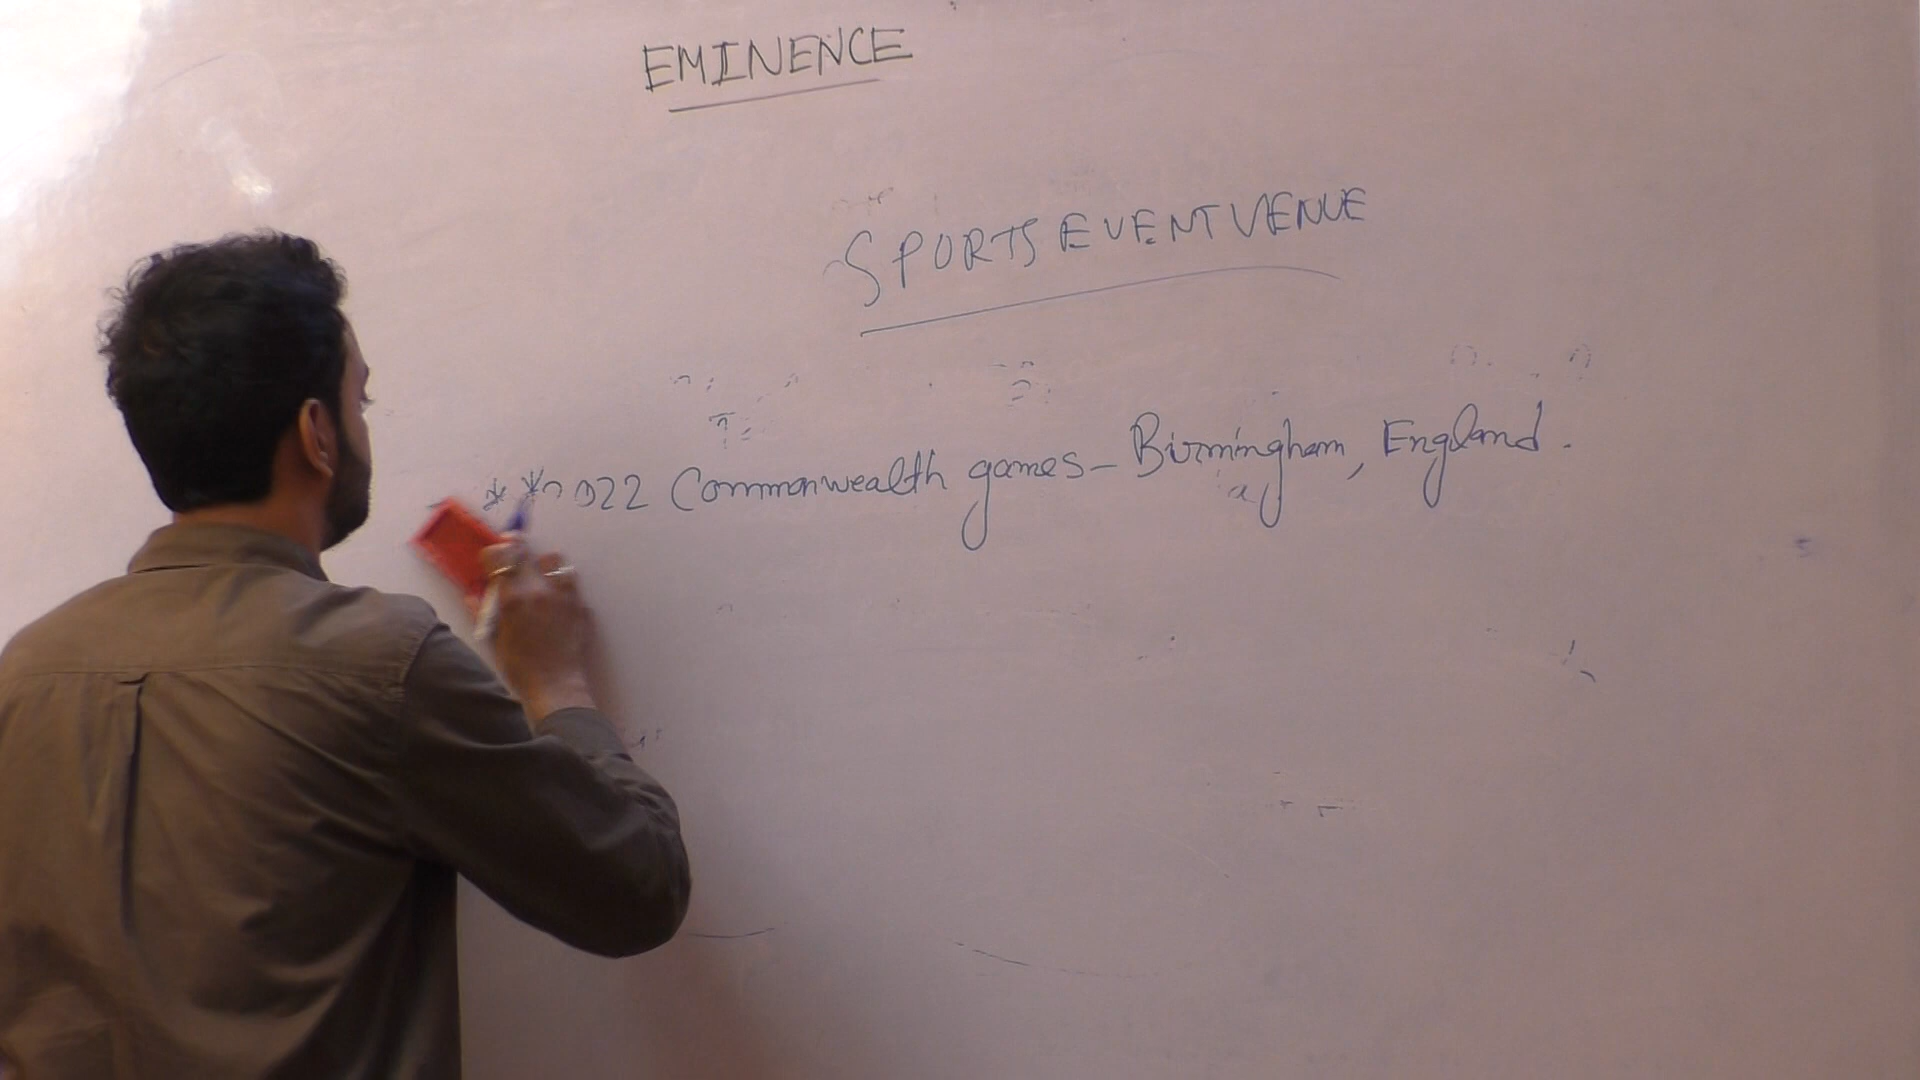 EMINENCE
SPORTS EVENT VENUE
** 2022 Commonwealth games - Birmingham, England.